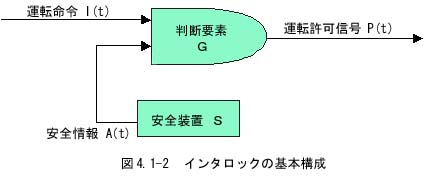 運転命令 I(t)
判断要素
G
運転許可信号 P(t)
安全装置 S
安全情報 A(t)
図4.1-2 インタロックの基本構成